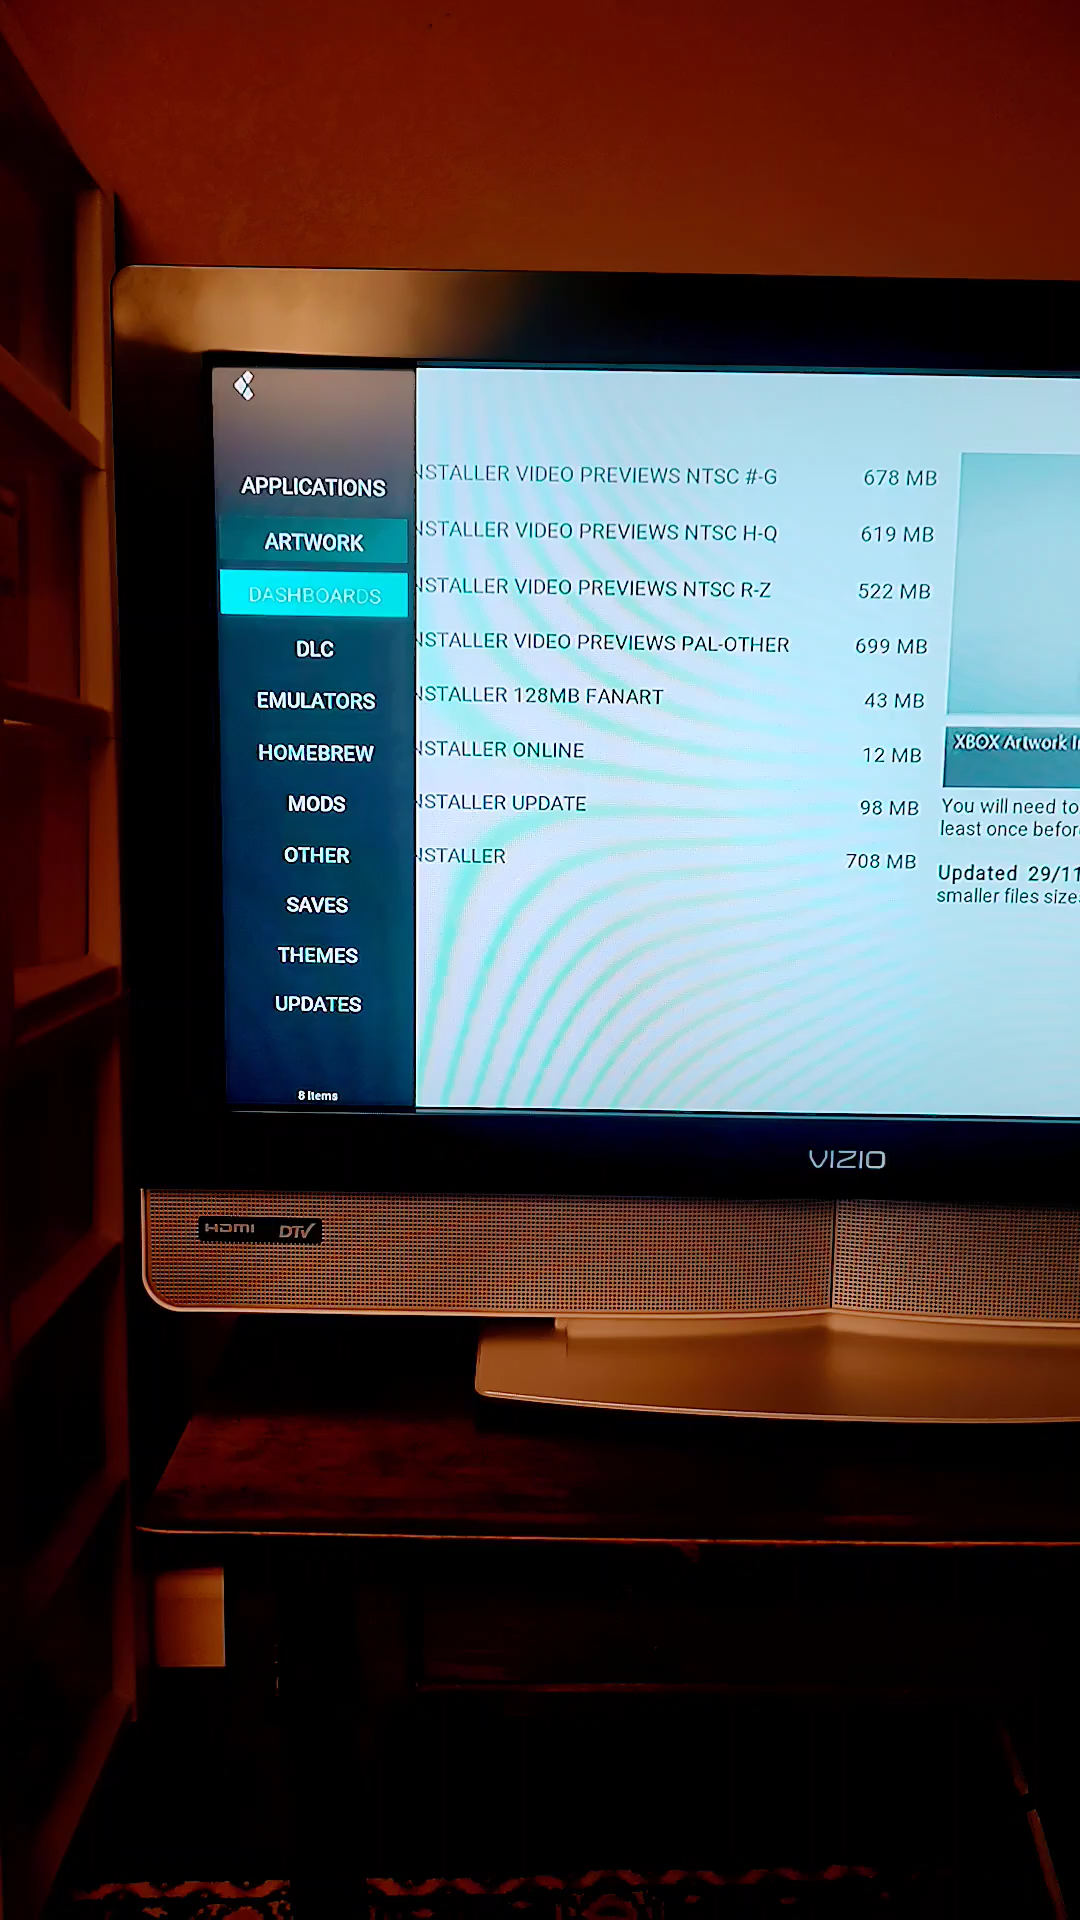 APPLICATIONS
ARTWORK
DASHBOARDS
DLC
EMULATORS
HOMEBREW
MODS
OTHER
SAVES
THEMES
UPDATES
8 Items
NSTALLER VIDEO PREVIEWS NTSC #-G 678 MB
NSTALLER VIDEO PREVIEWS NTSC H-Q 619 MB
NSTALLER VIDEO PREVIEWS NTSC R-Z 522 MB
NSTALLER VIDEO PREVIEWS PAL-OTHER 699 MB
NSTALLER 128MB FANART 43 MB
NSTALLER ONLINE 12 MB
NSTALLER UPDATE 98 MB
NSTALLER 708 MB
XBOX Artwork I
You will need to
least once befor
Updated 29/11
smaller files size
VIZIO
HDMI DTV